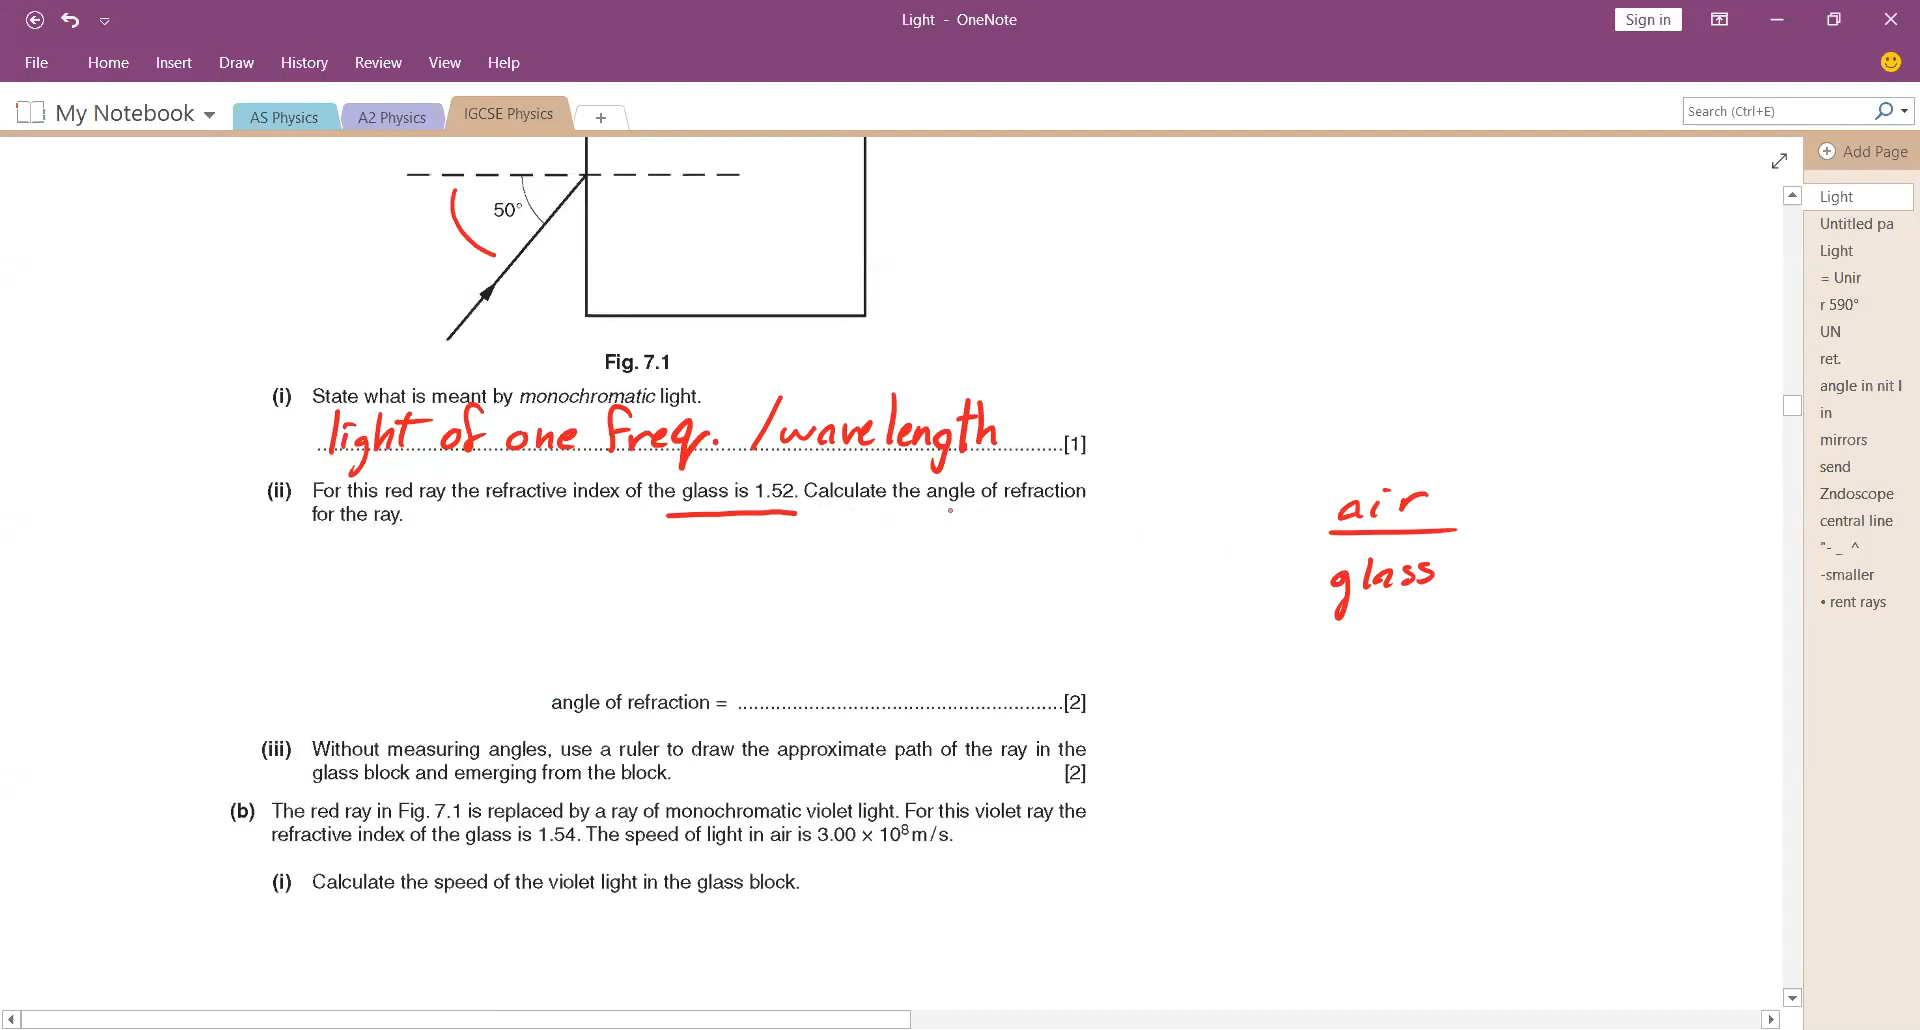 Light - OneNote
Sign in
File Home Insert Draw History Review View Help
My Notebook
AS Physics A2 Physics IGCSE Physics +
Search (Ctrl+E)
Add Page
Light
Untitled pa
Light
= Unir
r 590°
UN
ret.
angle in nit I
in
mirrors
send
Zndoscope
central line
"- _ ^
-smaller
• rent rays
50°
Fig. 7.1
(i) State what is meant by monochromatic light.
light of one freq. /wavelength [1]
(ii) For this red ray the refractive index of the glass is 1.52. Calculate the angle of refraction
for the ray.
air
glass
angle of refraction = ............................................................[2]
(iii) Without measuring angles, use a ruler to draw the approximate path of the ray in the
glass block and emerging from the block. [2]
(b) The red ray in Fig. 7.1 is replaced by a ray of monochromatic violet light. For this violet ray the
refractive index of the glass is 1.54. The speed of light in air is 3.00 × 10⁸ m/s.
(i) Calculate the speed of the violet light in the glass block.